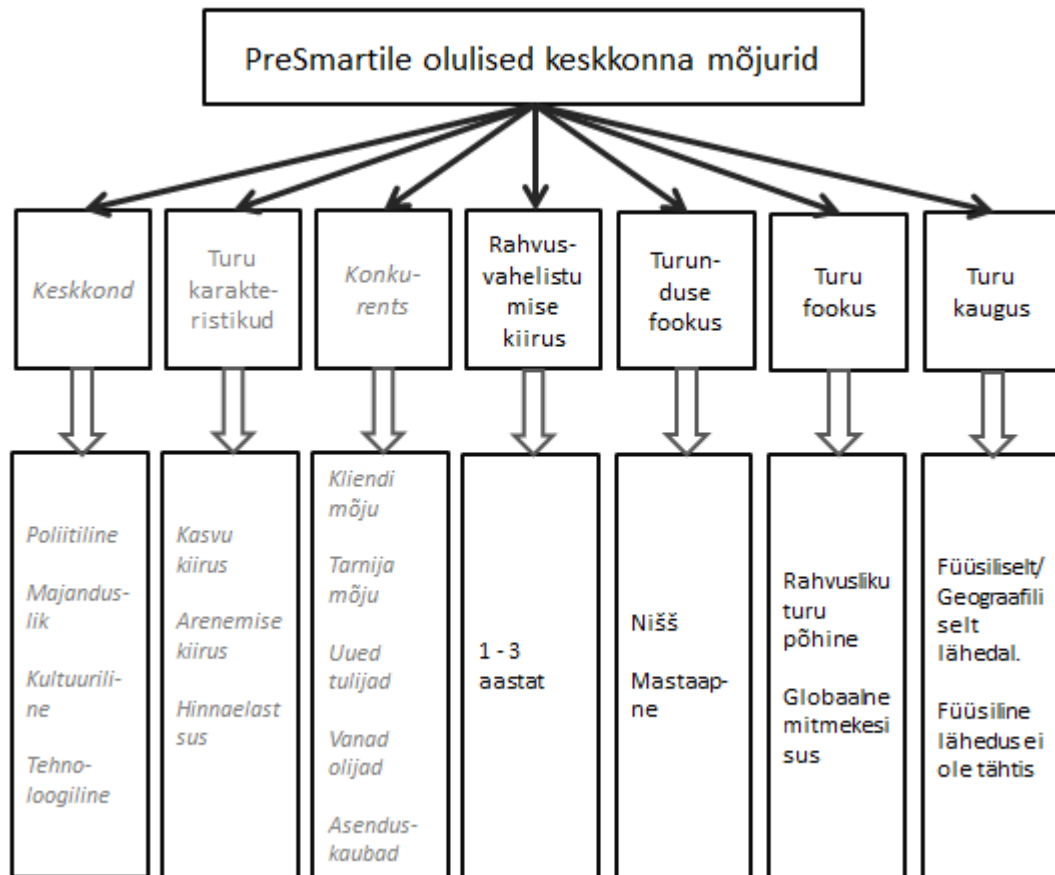 PreSmartile olulised keskkonna mõjurid
Keskkond
Turu
karakte-
ristikud
Konku-
rents
Rahvus-
vahelistu
mise
kiirus
Turun-
duse
fookus
Turu
fookus
Turu
kaugus
Poliitiline
Majandus-
lik
Kultuurili-
ne
Tehno-
loogiline
Kasvu
kiirus
Arenemise
kiirus
Hinnaelast
sus
Kliendi
mõju
Tarnija
mõju
Uued
tulijad
Vanad
olijad
Asendus-
kaubad
1 - 3
aastat
Nišš
Mastaap-
ne
Rahvusliku
turu
põhine
Globaalne
mitmekesi
sus
Füüsiliselt/
Geograafili
selt
lähedal.
Füüsiline
lähedus ei
ole tähtis